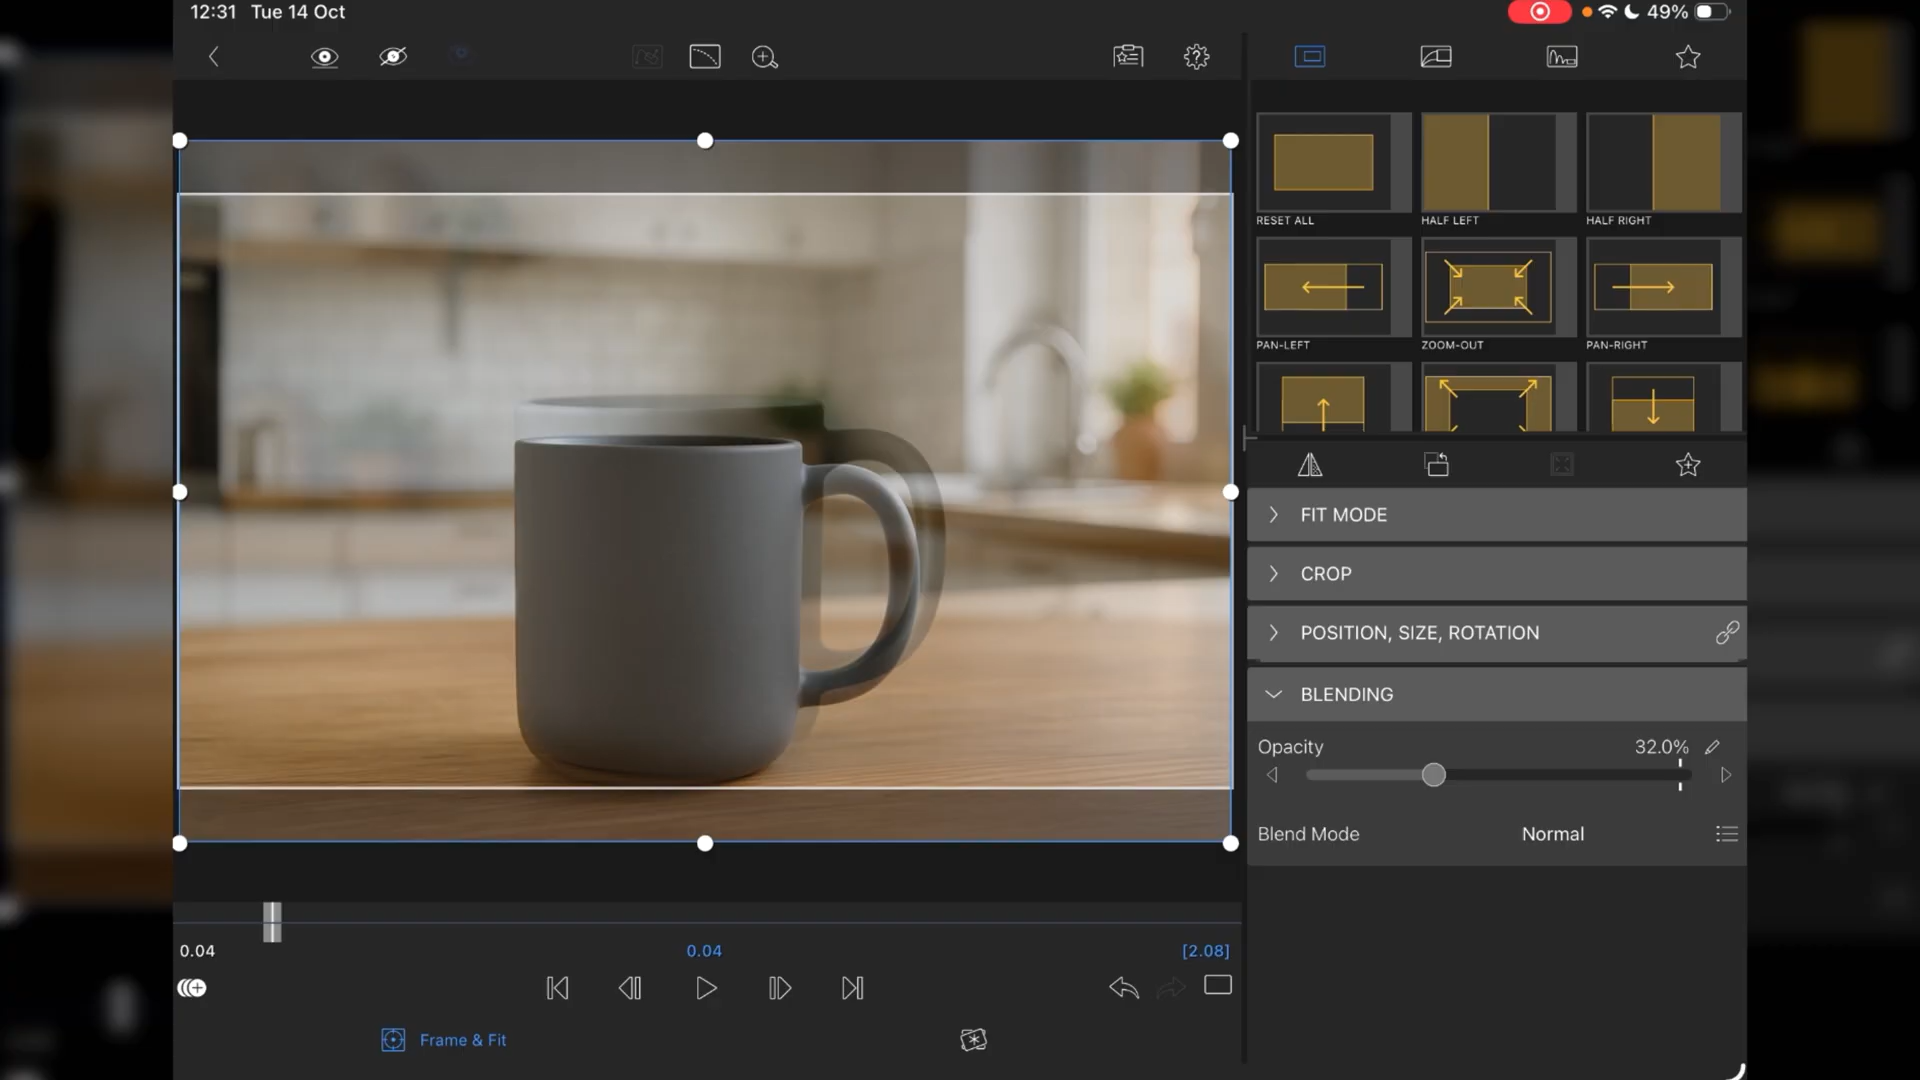 12:31 Tue 14 Oct
49%
RESET ALL
HALF LEFT
HALF RIGHT
PAN-LEFT
ZOOM-OUT
PAN-RIGHT
FIT MODE
CROP
POSITION, SIZE, ROTATION
BLENDING
Opacity
32.0%
Blend Mode
Normal
0.04
0.04
[2.08]
Frame & Fit